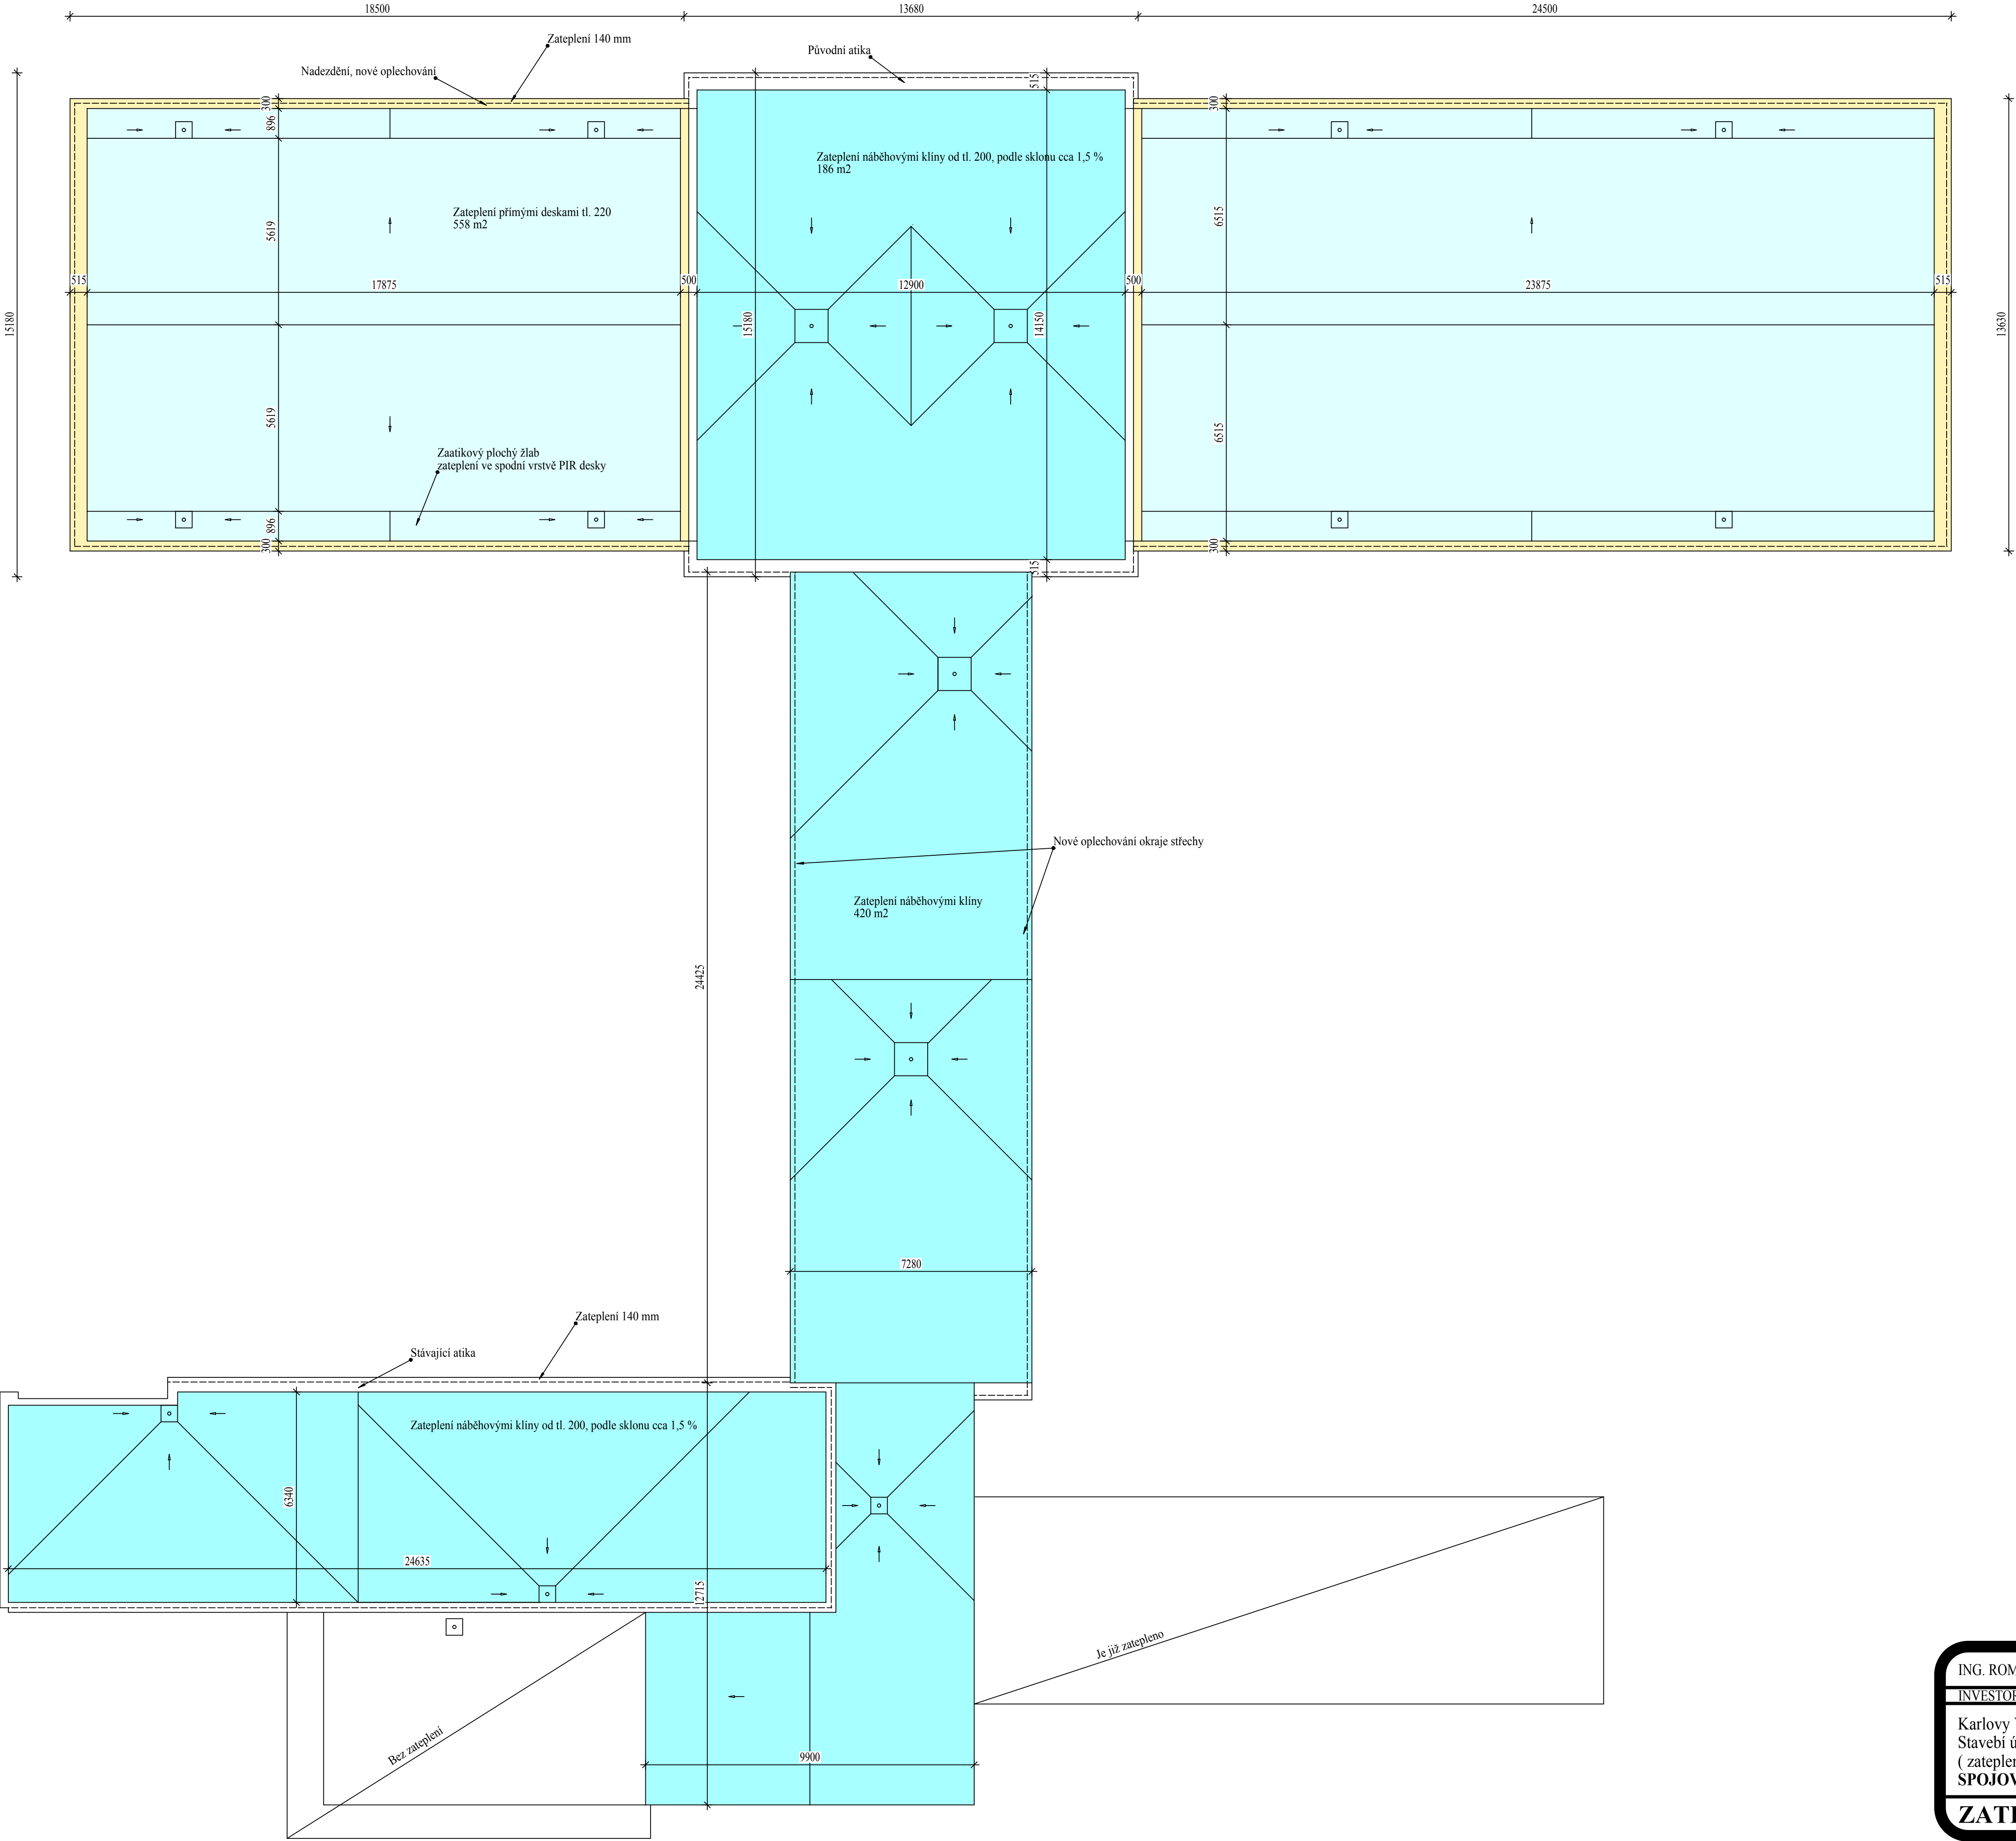 18500
13680
24500
Zateplení 140 mm
Původní atika
Nadezdění, nové oplechování
515
300
300
896
Zateplení náběhovými klíny od tl. 200, podle sklonu cca 1,5 %
186 m2
Zateplení přímými deskami tl. 220
558 m2
5619
6515
515
17875
500
12900
500
23875
515
15180
15180
14150
13630
5619
6515
Zaatikový plochý žlab
zateplení ve spodní vrstvě PIR desky
896
300
300
515
Nové oplechování okraje střechy
Zateplení náběhovými klíny
420 m2
24425
7280
Zateplení 140 mm
Stávající atika
Zateplení náběhovými klíny od tl. 200, podle sklonu cca 1,5 %
6340
24635
12715
Je již zatepleno
Bez zateplení
9900
ING. ROM
INVESTOR
Karlovy
Stavebí ú
( zateplen
SPOJOV
ZATE